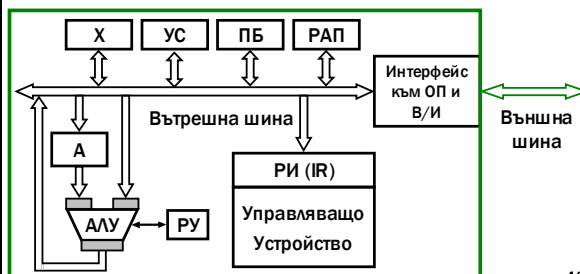 Х
УС
ПБ
РАП
Интерфейс
към ОП и
В/И
Вътрешна шина
Външна
шина
А
РИ (IR)
АЛУ
РУ
Управляващо
Устройство